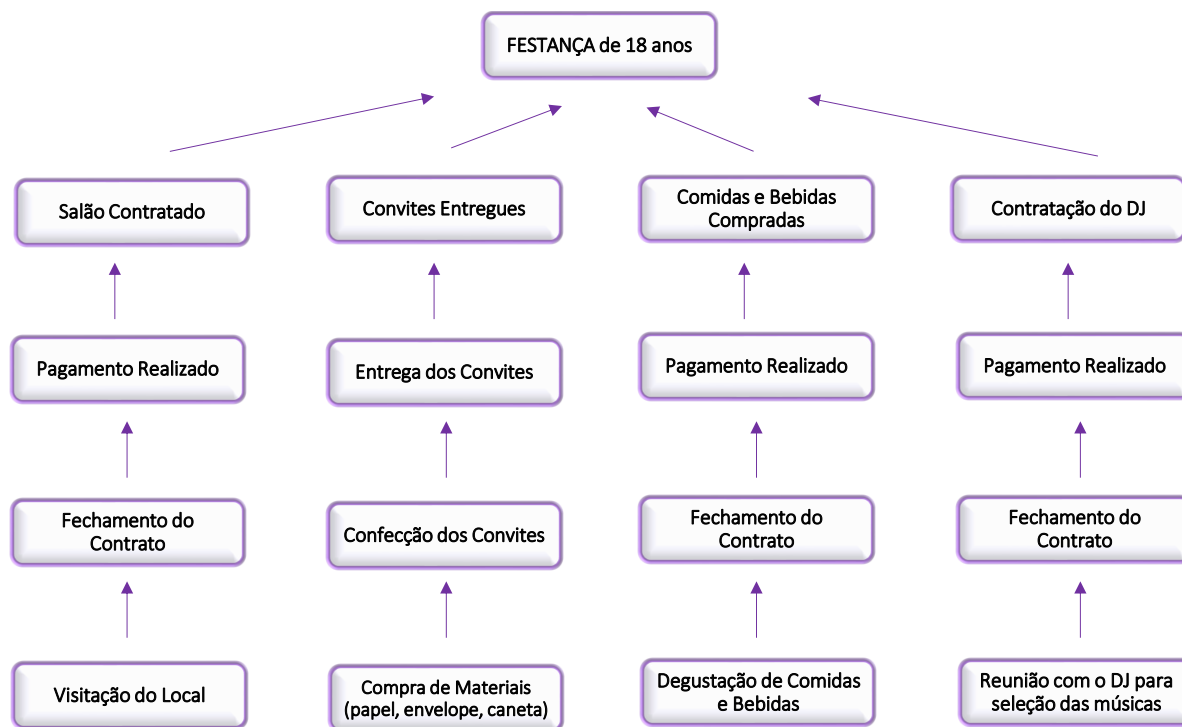 FESTANÇA de 18 anos
Salão Contratado
Convites Entregues
Comidas e Bebidas
Compradas
Contratação do DJ
Pagamento Realizado
Entrega dos Convites
Pagamento Realizado
Pagamento Realizado
Fechamento do
Contrato
Confecção dos Convites
Fechamento do
Contrato
Fechamento do
Contrato
Visitação do Local
Compra de Materiais
(papel, envelope, caneta)
Degustação de Comidas
e Bebidas
Reunião com o DJ para
seleção das músicas